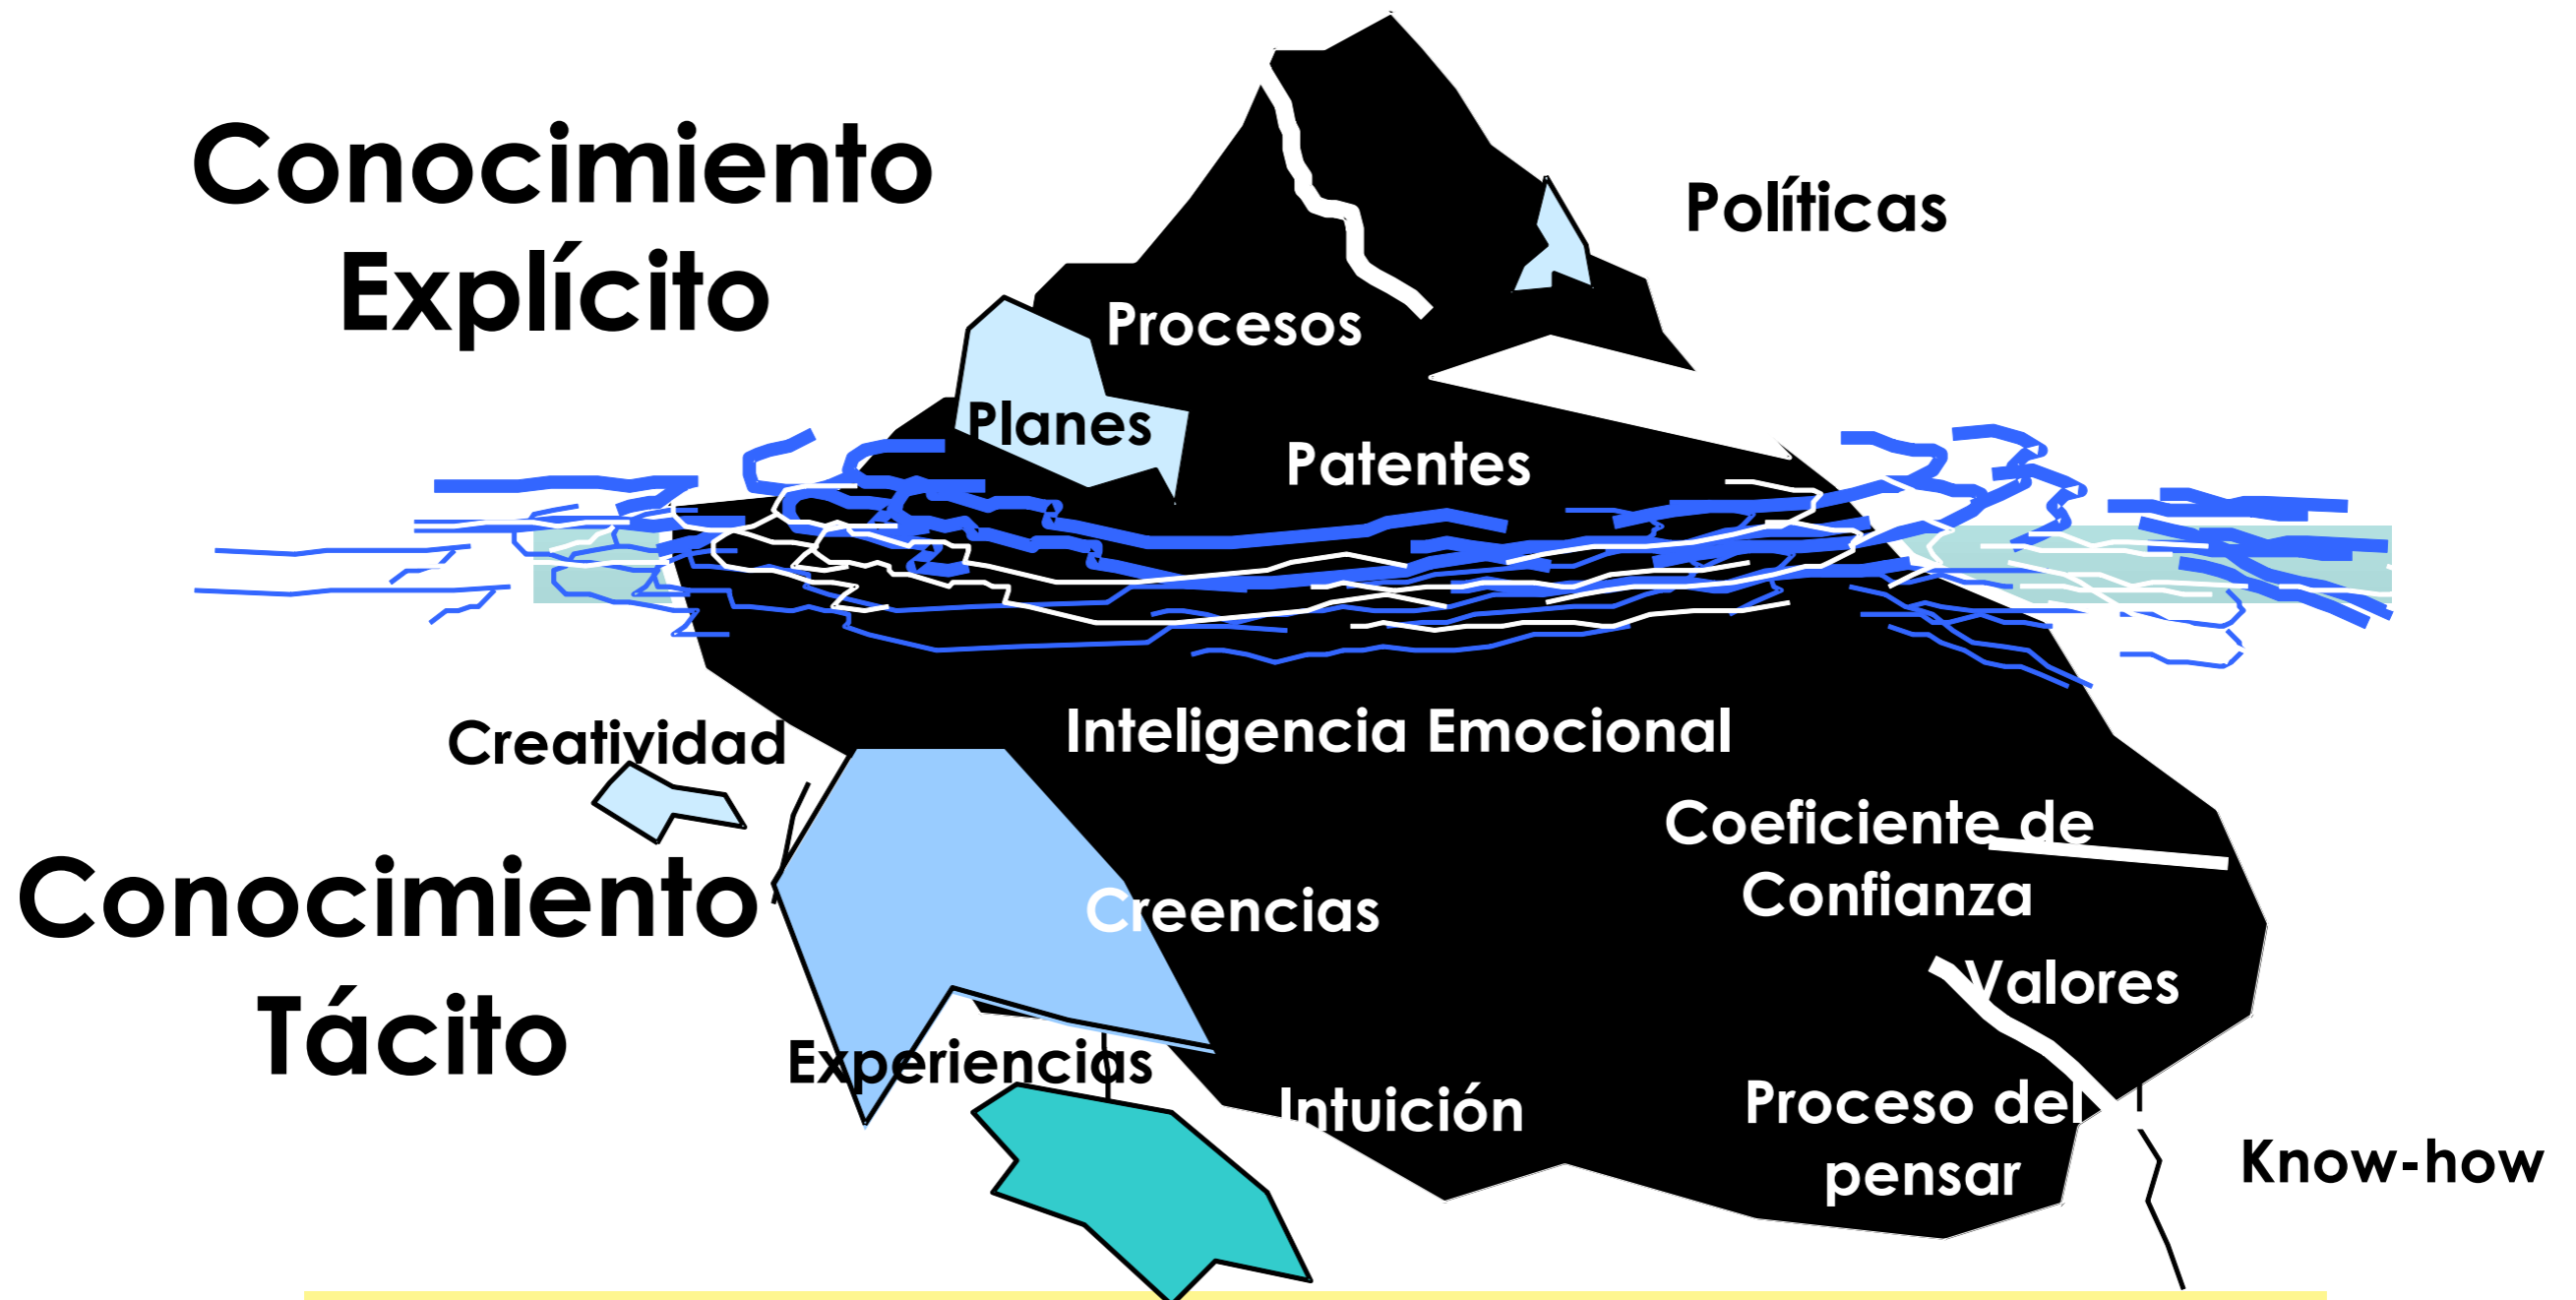 Conocimiento
Explícito
Políticas
Procesos
Planes
Patentes
Creatividad
Inteligencia Emocional
Coeficiente de
Confianza
Conocimiento
Tácito
Creencias
Valores
Experiencias
Intuición
Proceso del
pensar
Know-how